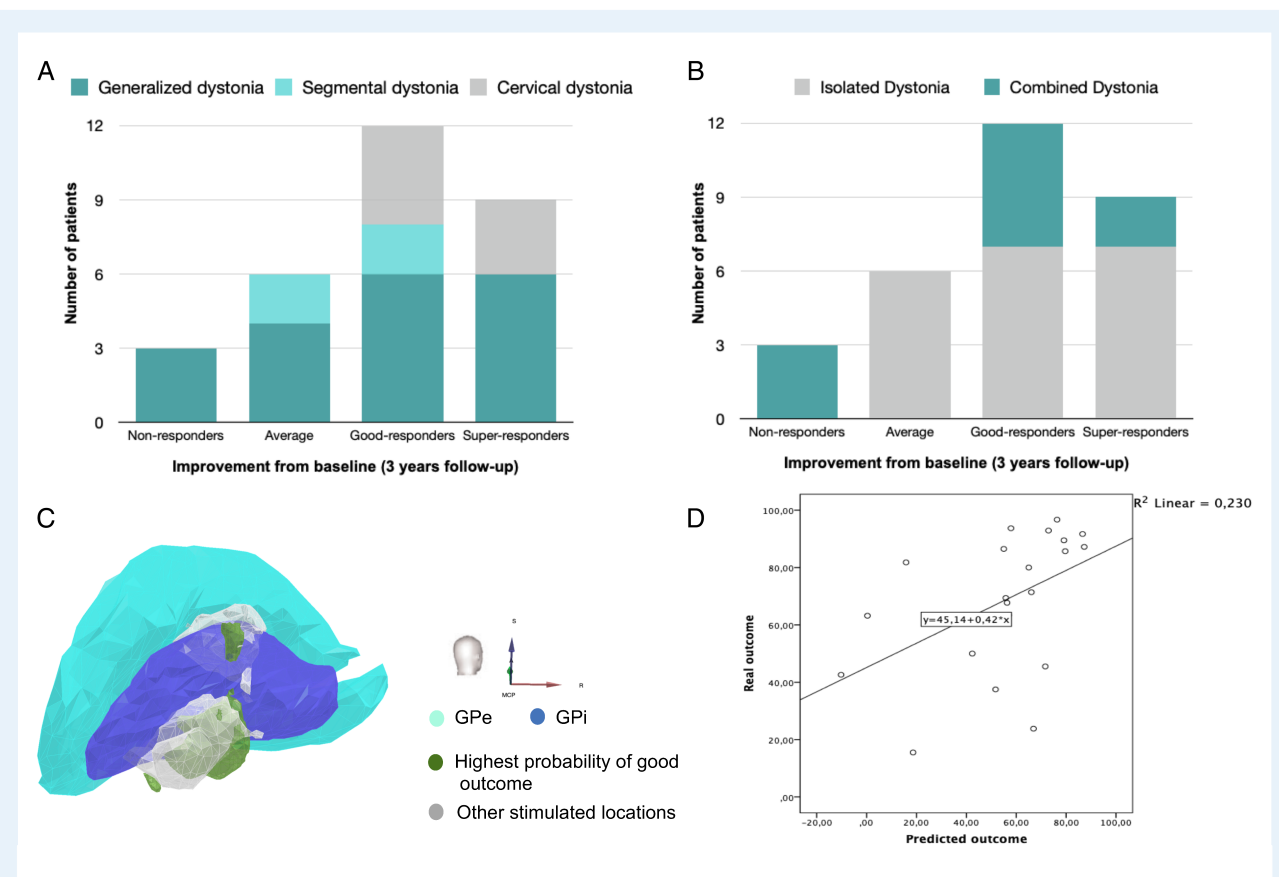 A
Generalized dystonia Segmental dystonia Cervical dystonia
12
9
6
3
0
Number of patients
Non-responders Average Good-responders Super-responders
Improvement from baseline (3 years follow-up)
B
Isolated Dystonia Combined Dystonia
12
9
6
3
0
Number of patients
Non-responders Average Good-responders Super-responders
Improvement from baseline (3 years follow-up)
C
S
R
MCP
GPe GPi
Highest probability of good
outcome
Other stimulated locations
D
R² Linear = 0,230
100,00
80,00
60,00
40,00
20,00
,00
Real outcome
y=45,14+0,42*x
-20,00 ,00 20,00 40,00 60,00 80,00 100,00
Predicted outcome